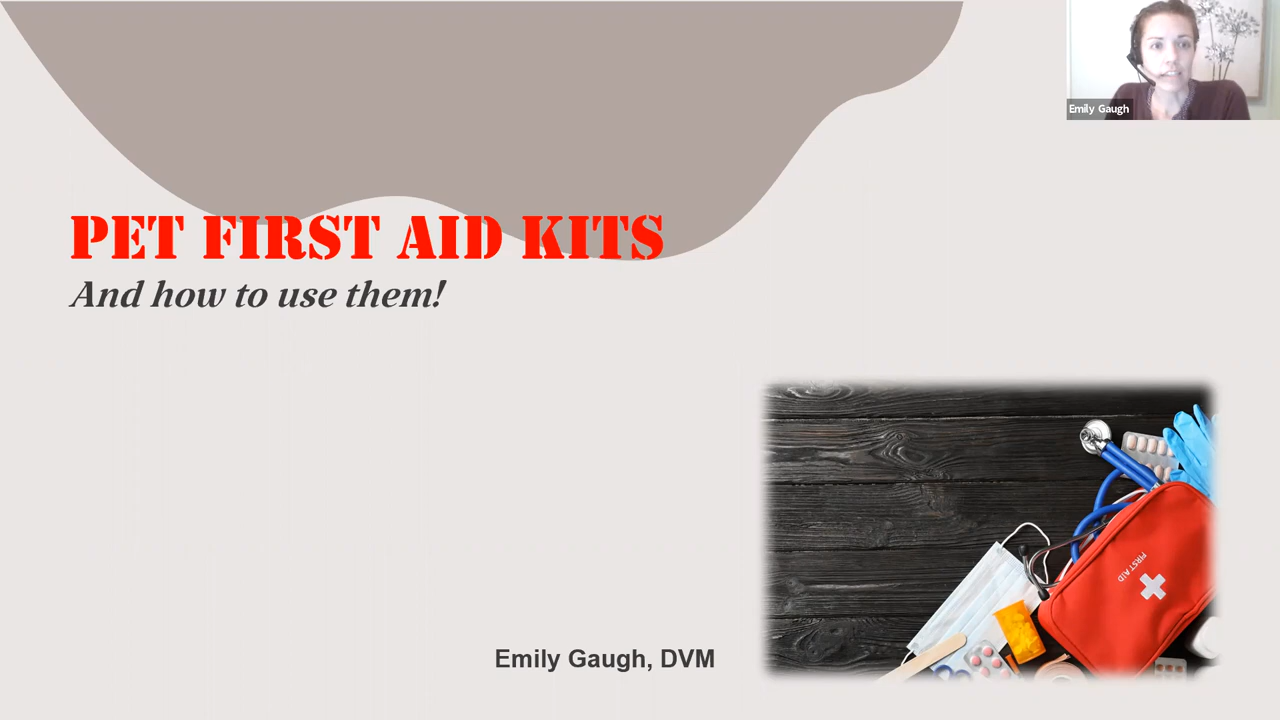 Emily Gaugh
PET FIRST AID KITS
And how to use them!
FIRST AID
Emily Gaugh, DVM